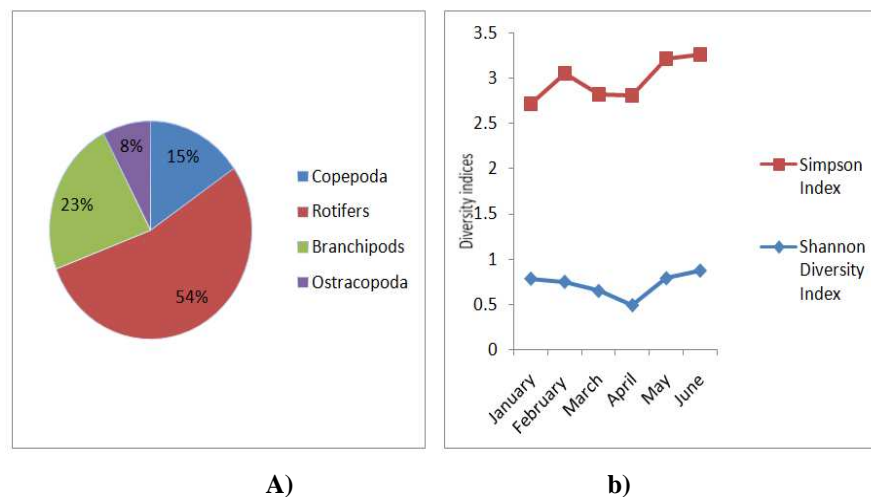 8%
15%
23%
54%
Copepoda
Rotifers
Branchipods
Ostracopoda
A)
3.5
3
2.5
2
1.5
1
0.5
0
Diversity indices
January
February
March
April
May
June
Simpson
Index
Shannon
Diversity
Index
b)